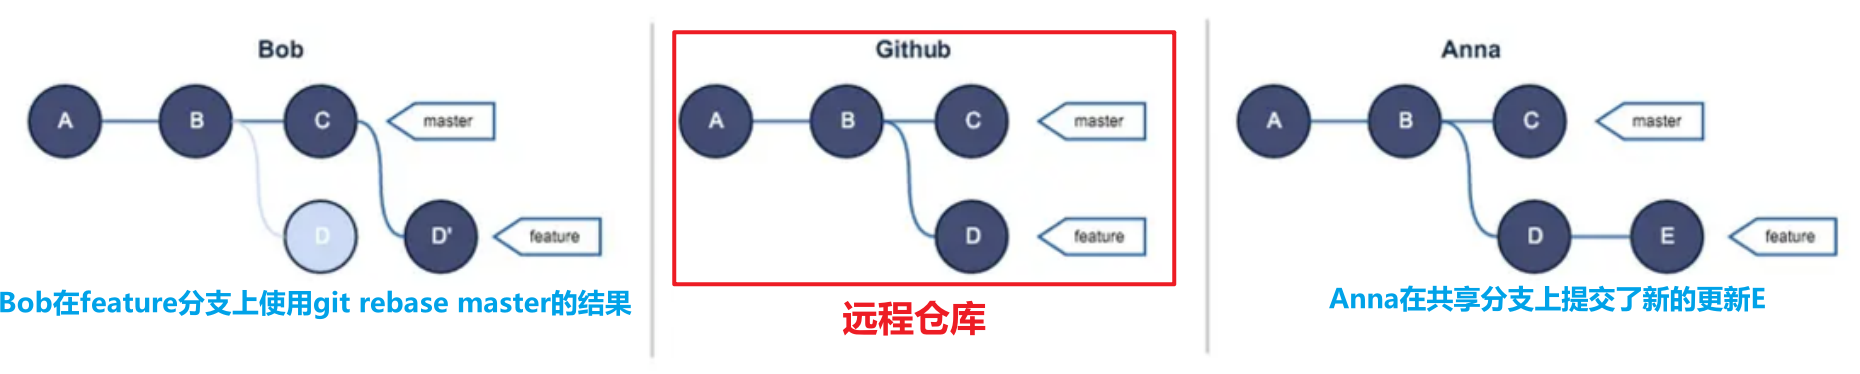 Bob
A
B
C
master
D
D'
feature
Bob在feature分支上使用git rebase master的结果
Github
A
B
C
master
D
feature
远程仓库
Anna
A
B
C
master
D
E
feature
Anna在共享分支上提交了新的更新E